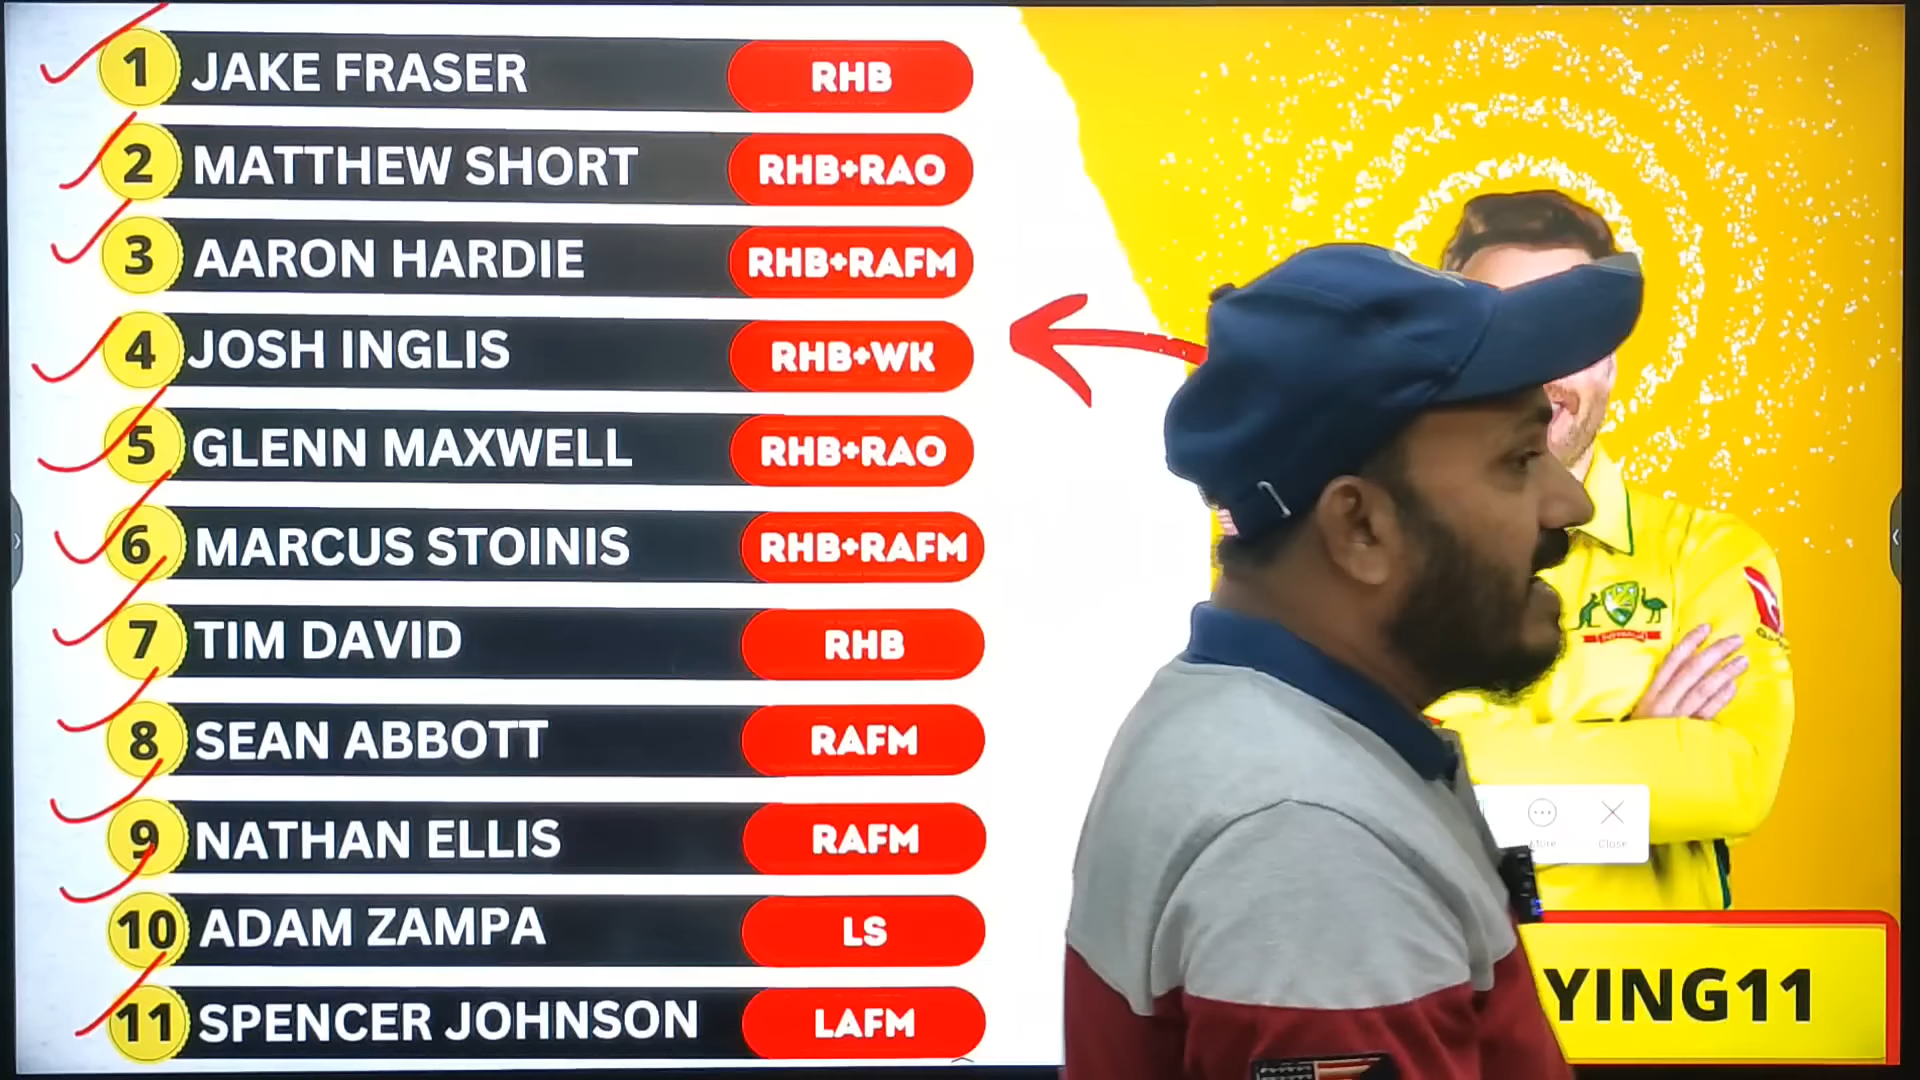 1 JAKE FRASER RHB
2 MATTHEW SHORT RHB+RAO
3 AARON HARDIE RHB+RAFM
4 JOSH INGLIS RHB+WK
5 GLENN MAXWELL RHB+RAO
6 MARCUS STOINIS RHB+RAFM
7 TIM DAVID RHB
8 SEAN ABBOTT RAFM
9 NATHAN ELLIS RAFM
10 ADAM ZAMPA LS
11 SPENCER JOHNSON LAFM
More Close
YING11